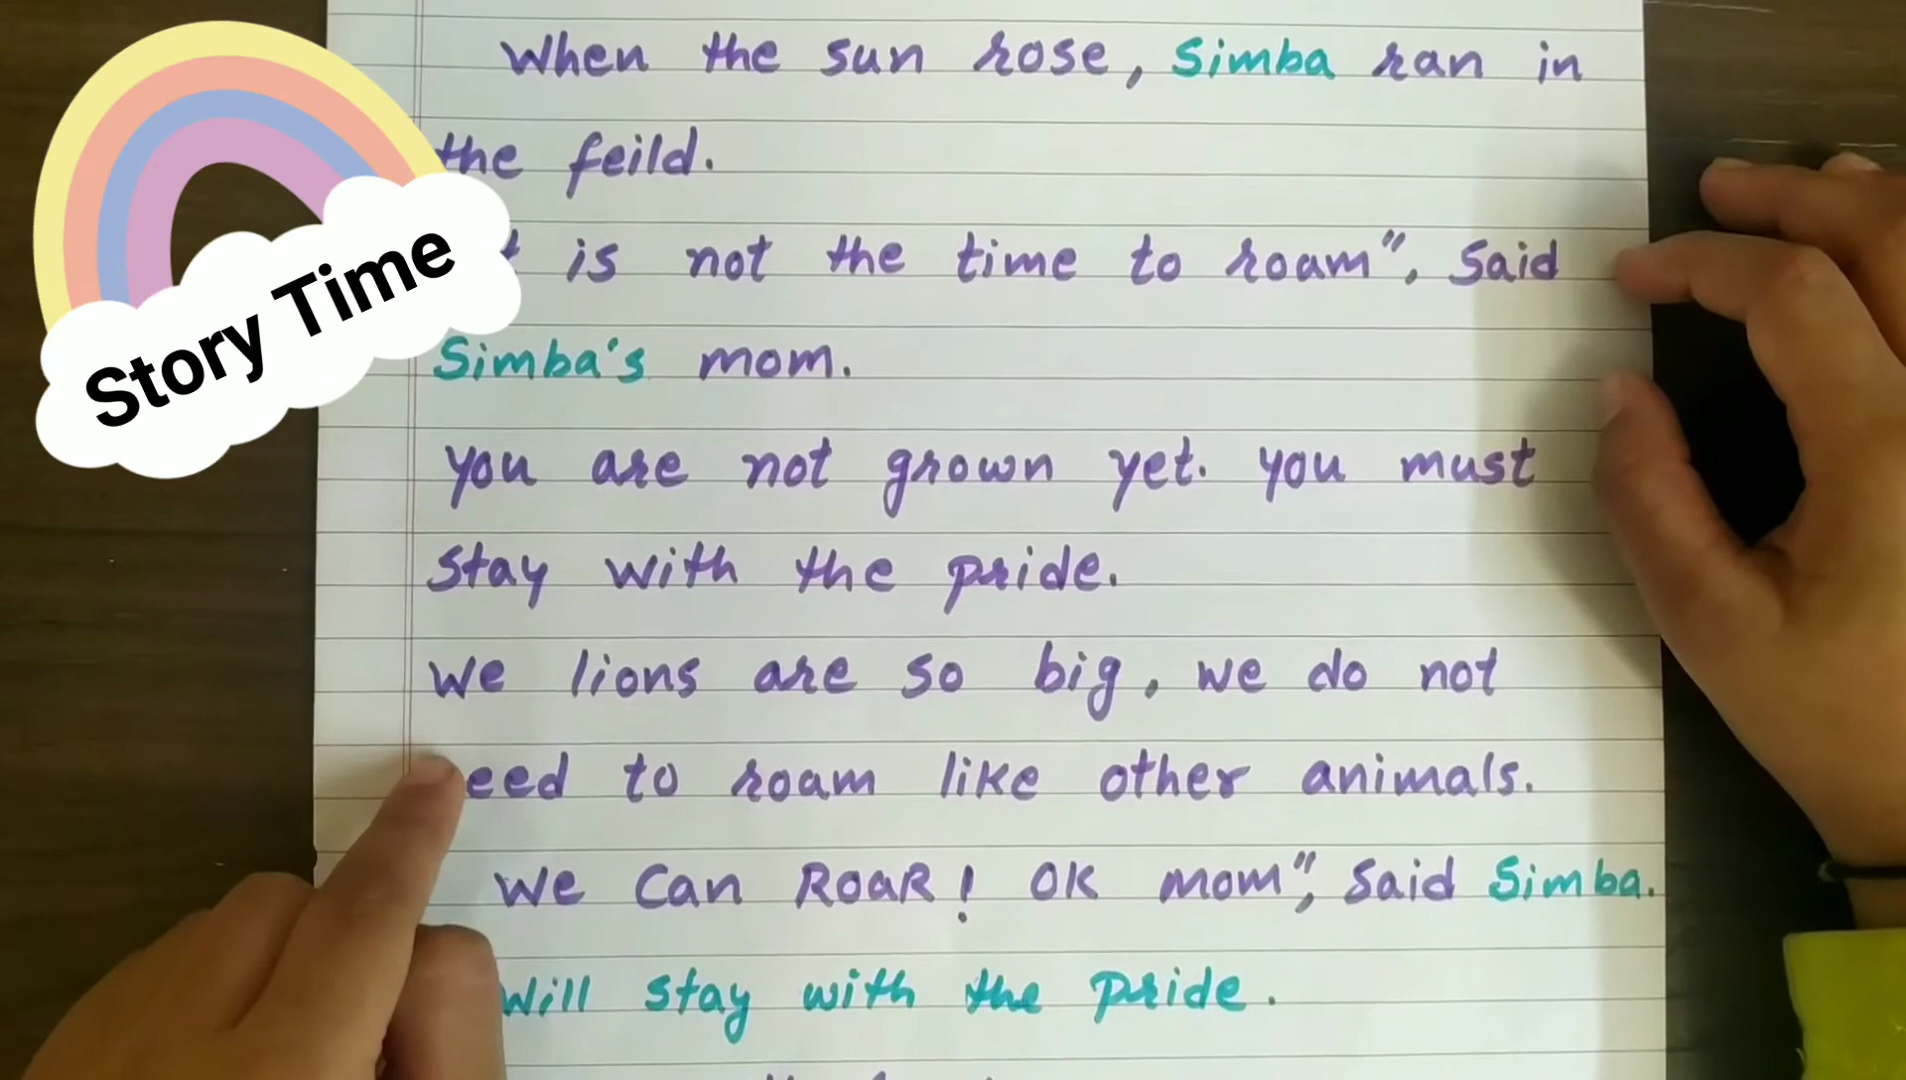 When the sun rose, Simba ran in
the feild.
is not the time to roam", Said
Simba's mom.
you are not grown yet. you must
stay with the pride.
we lions are so big, we do not
eed to roam like other animals.
we can ROAR! OK mom", said Simba.
will stay with the pride.
Story Time